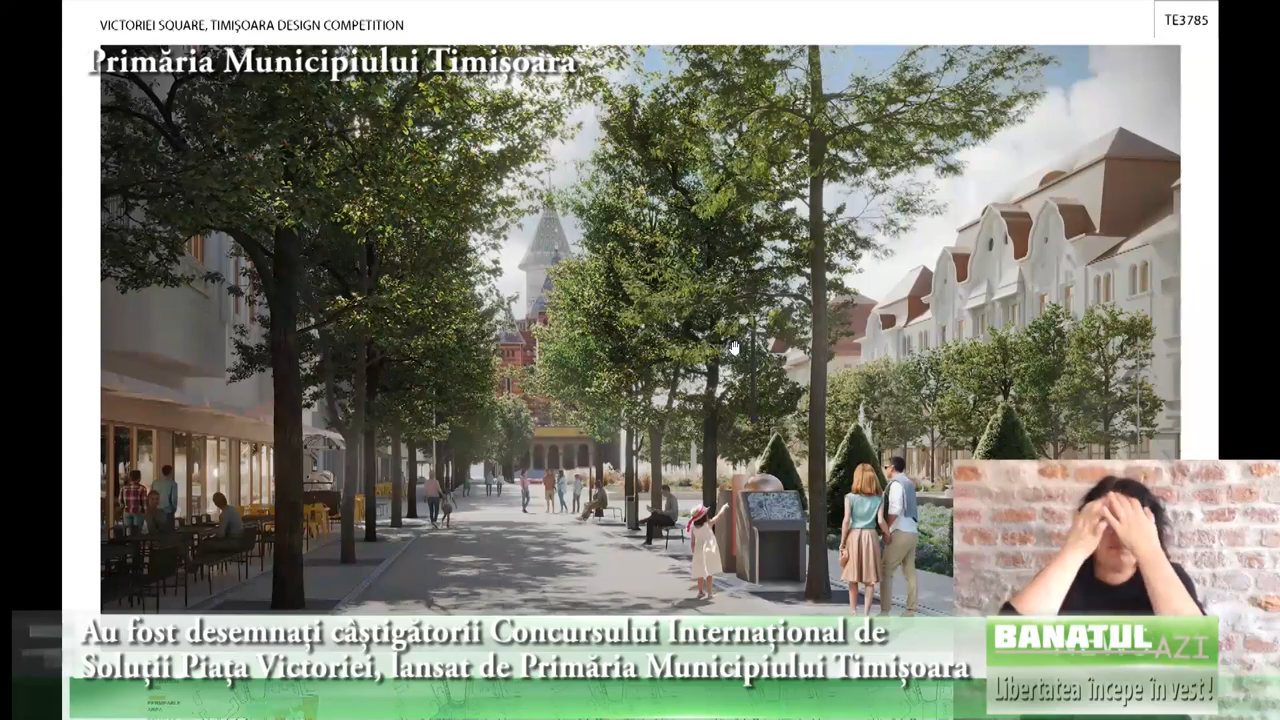 VICTORIEI SQUARE, TIMIȘOARA DESIGN COMPETITION
TE3785
Primăria Municipiului Timișoara
Au fost desemnați câștigătorii Concursului Internațional de
Soluții Piața Victoriei, lansat de Primăria Municipiului Timișoara
BANATUL
AZI
Libertatea începe în vest!